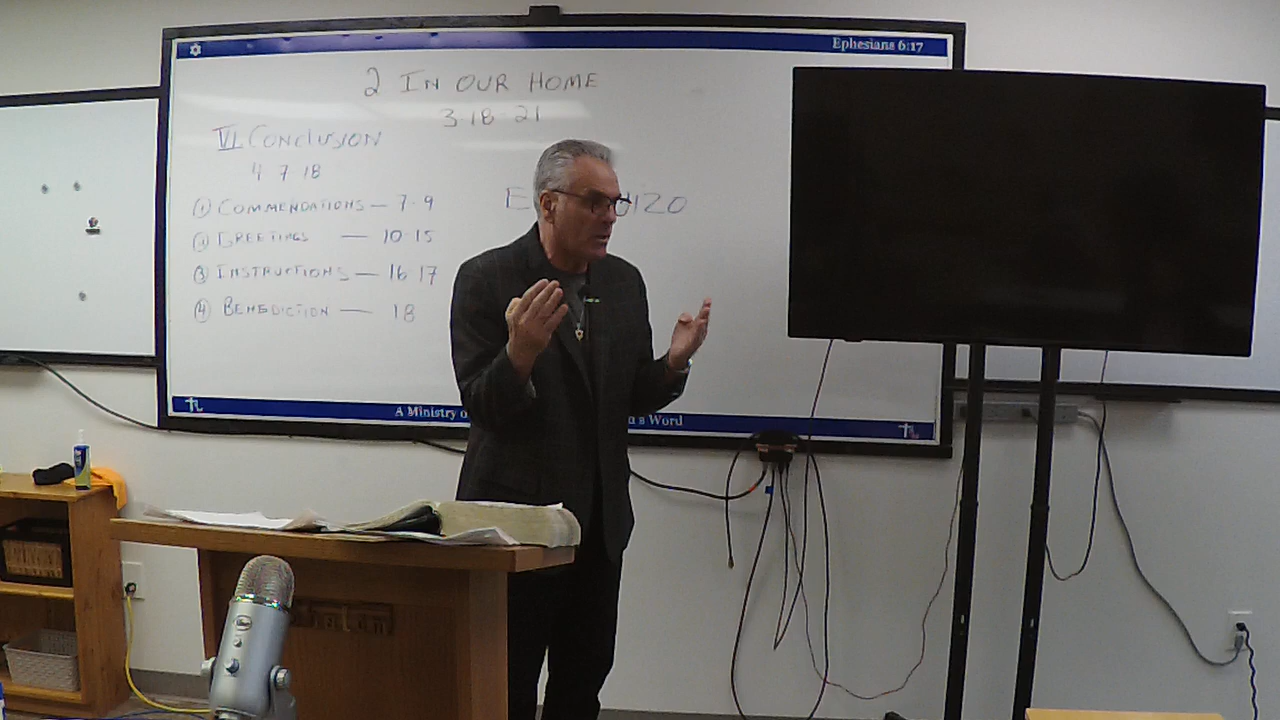 Ephesians 6:17
2 IN OUR HOME
3-18-21
VI CONCLUSION
4 7-18
① COMMENDATIONS — 7-9
② GREETINGS — 10-15
③ INSTRUCTIONS — 16-17
④ BENEDICTION — 18
A Ministry
Word